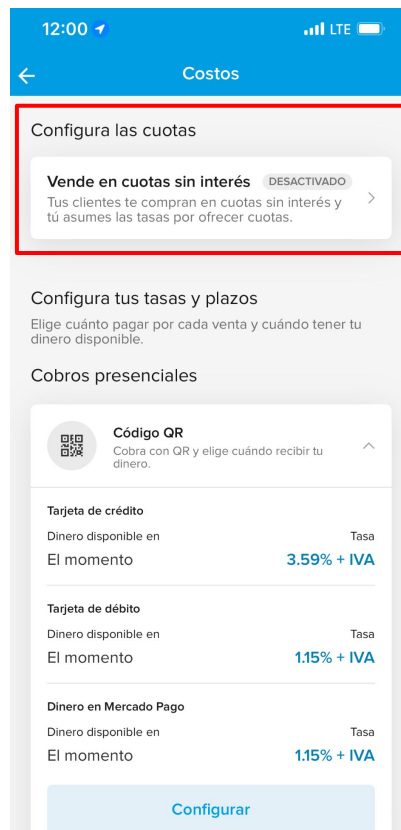 12:00
LTE
Costos
Configura las cuotas
Vende en cuotas sin interés DESACTIVADO
Tus clientes te compran en cuotas sin interés y
tú asumes las tasas por ofrecer cuotas.
Configura tus tasas y plazos
Elige cuánto pagar por cada venta y cuándo tener tu
dinero disponible.
Cobros presenciales
Código QR
Cobra con QR y elige cuándo recibir tu
dinero.
Tarjeta de crédito
Dinero disponible en Tasa
El momento 3.59% + IVA
Tarjeta de débito
Dinero disponible en Tasa
El momento 1.15% + IVA
Dinero en Mercado Pago
Dinero disponible en Tasa
El momento 1.15% + IVA
Configurar